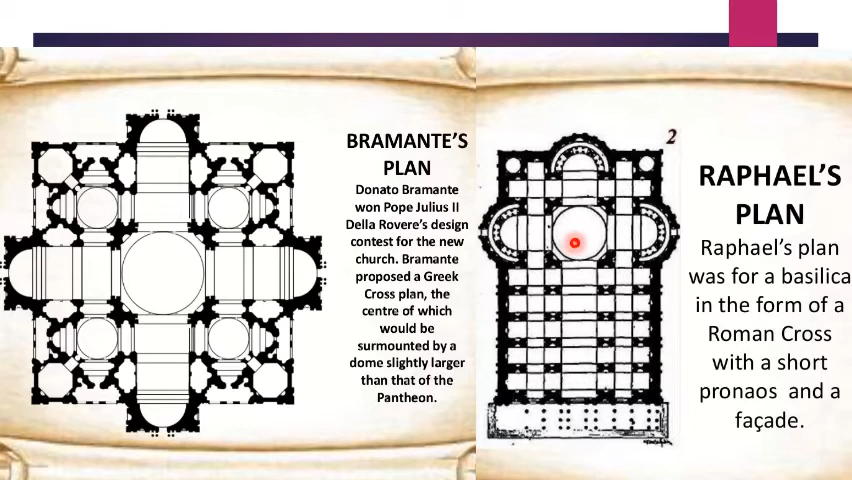 BRAMANTE'S
PLAN
Donato Bramante
won Pope Julius II
Della Rovere's design
contest for the new
church. Bramante
proposed a Greek
Cross plan, the
centre of which
would be
surmounted by a
dome slightly larger
than that of the
Pantheon.
2
RAPHAEL'S
PLAN
Raphael's plan
was for a basilica
in the form of a
Roman Cross
with a short
pronaos and a
façade.